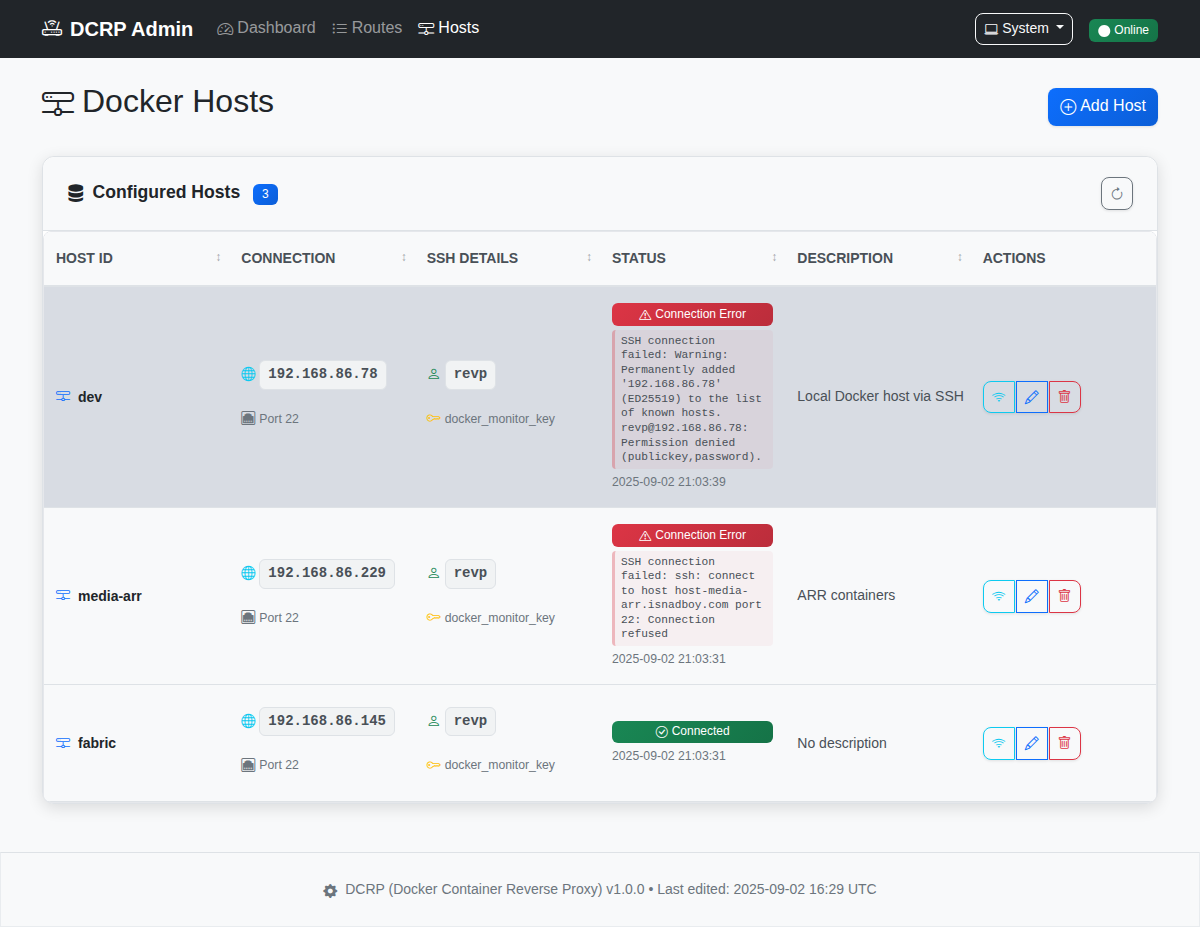 DCRP Admin Dashboard Routes Hosts System Online
Docker Hosts
Add Host
Configured Hosts 3
HOST ID CONNECTION SSH DETAILS STATUS DESCRIPTION ACTIONS
dev
192.168.86.78
Port 22
revp
docker_monitor_key
Connection Error
SSH connection
failed: Warning:
Permanently added
'192.168.86.78'
(ED25519) to the list
of known hosts.
revp@192.168.86.78:
Permission denied
(publickey,password).
2025-09-02 21:03:39
Local Docker host via SSH
media-arr
192.168.86.229
Port 22
revp
docker_monitor_key
Connection Error
SSH connection
failed: ssh: connect
to host host-media-
arr.isnadboy.com port
22: Connection
refused
2025-09-02 21:03:31
ARR containers
fabric
192.168.86.145
Port 22
revp
docker_monitor_key
Connected
2025-09-02 21:03:31
No description
DCRP (Docker Container Reverse Proxy) v1.0.0 • Last edited: 2025-09-02 16:29 UTC